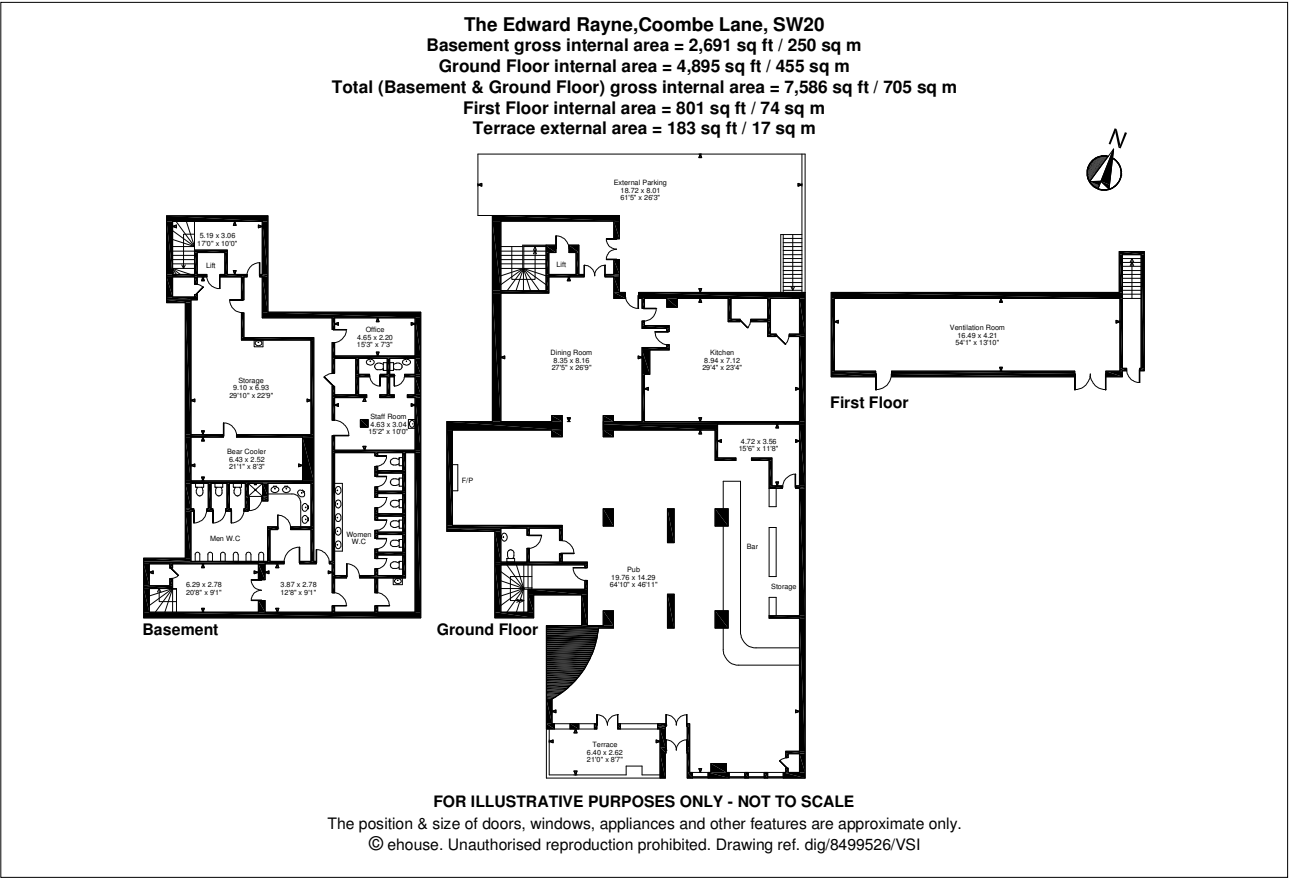 The Edward Rayne,Coombe Lane, SW20
Basement gross internal area = 2,691 sq ft / 250 sq m
Ground Floor internal area = 4,895 sq ft / 455 sq m
Total (Basement & Ground Floor) gross internal area = 7,586 sq ft / 705 sq m
First Floor internal area = 801 sq ft / 74 sq m
Terrace external area = 183 sq ft / 17 sq m
N
5.19 x 3.06
17'0" x 10'0"
Lift
Office
4.65 x 2.20
15'3" x 7'3"
Storage
9.10 x 6.93
29'10" x 22'9"
Staff Room
4.63 x 3.04
15'2" x 10'0"
Bear Cooler
6.43 x 2.52
21'1" x 8'3"
Men W.C
Women
W.C
6.29 x 2.78
20'8" x 9'1"
3.87 x 2.78
12'8" x 9'1"
Basement
External Parking
18.72 x 8.01
61'5" x 26'3"
Lift
Dining Room
8.35 x 8.16
27'5" x 26'9"
Kitchen
8.94 x 7.12
29'4" x 23'4"
4.72 x 3.56
15'6" x 11'8"
F/P
Bar
Pub
19.76 x 14.29
64'10" x 46'11"
Storage
Ground Floor
Terrace
6.40 x 2.62
21'0" x 8'7"
Ventilation Room
16.49 x 4.21
54'1" x 13'10"
First Floor
FOR ILLUSTRATIVE PURPOSES ONLY - NOT TO SCALE
The position & size of doors, windows, appliances and other features are approximate only.
© ehouse. Unauthorised reproduction prohibited. Drawing ref. dig/8499526/VSI